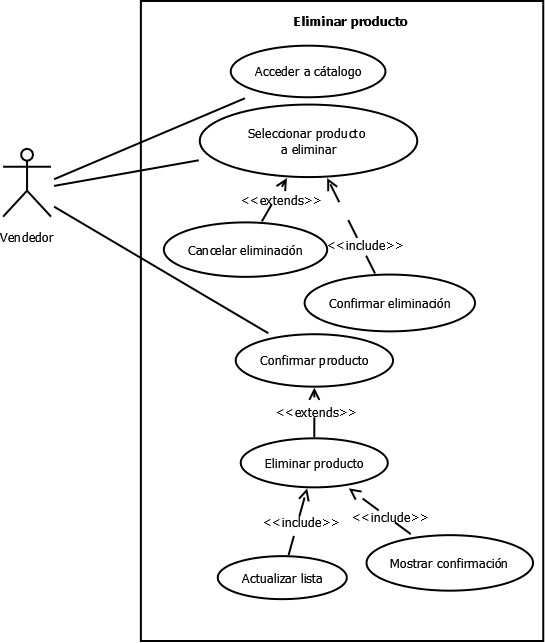 Eliminar producto
Acceder a cátalogo
Seleccionar producto
a eliminar
Vendedor
<<extends>>
Cancelar eliminación
<<include>>
Confirmar eliminación
Confirmar producto
<<extends>>
Eliminar producto
<<include>>
<<include>>
Actualizar lista
Mostrar confirmación